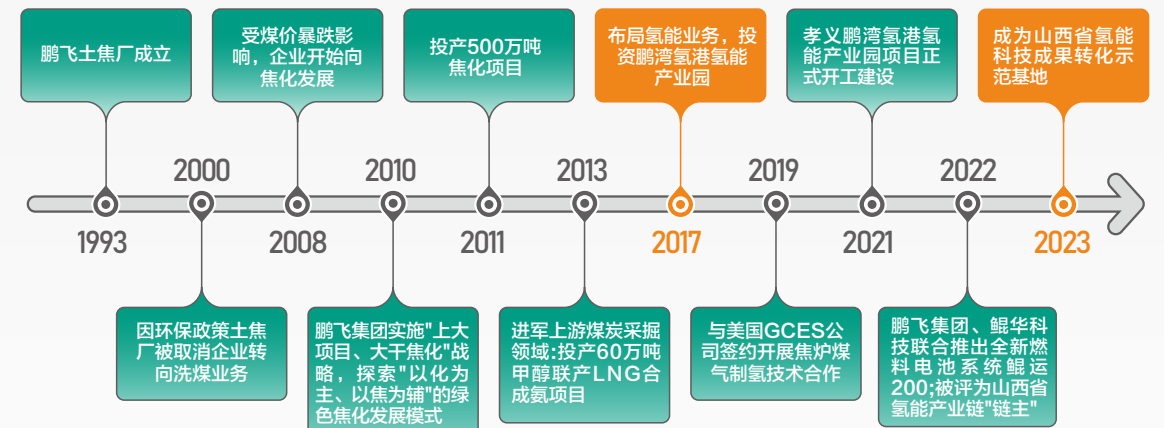 鹏飞土焦厂成立
受煤价暴跌影
响，企业开始向
焦化发展
投产500万吨
焦化项目
布局氢能业务，投
资鹏湾氢港氢能
产业园
孝义鹏湾氢港氢
能产业园项目正
式开工建设
成为山西省氢能
科技成果转化示
范基地
2000
2010
2013
2019
2022
1993
2008
2011
2017
2021
2023
因环保政策土焦
厂被取消企业转
向洗煤业务
鹏飞集团实施"上大
项目、大干焦化"战
略，探索"以化为
主、以焦为辅"的绿
色焦化发展模式
进军上游煤炭采掘
领域:投产60万吨
甲醇联产LNG合
成氨项目
与美国GCES公
司签约开展焦炉煤
气制氢技术合作
鹏飞集团、鲲华科
技联合推出全新燃
料电池系统鲲运
200;被评为山西省
氢能产业链"链主"